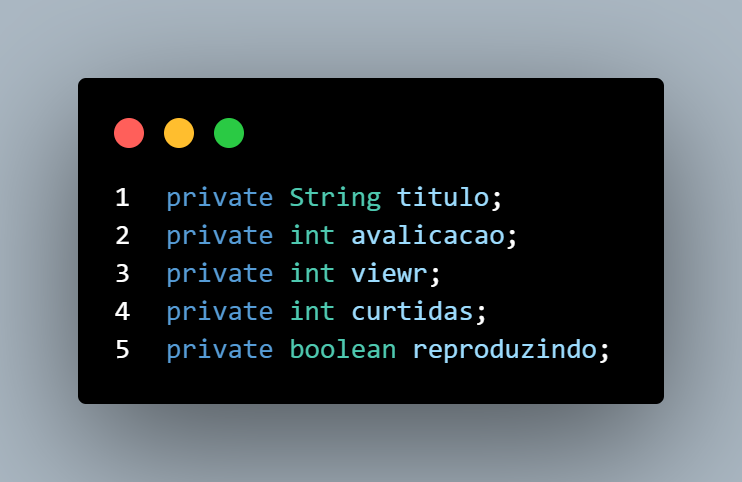 1 private String titulo;
2 private int avalicacao;
3 private int viewr;
4 private int curtidas;
5 private boolean reproduzindo;